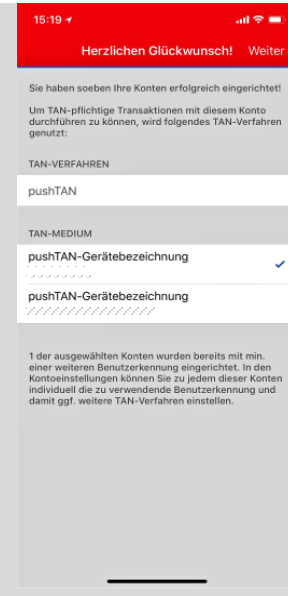 15:19
Herzlichen Glückwunsch! Weiter
Sie haben soeben Ihre Konten erfolgreich eingerichtet!
Um TAN-pflichtige Transaktionen mit diesem Konto
durchführen zu können, wird folgendes TAN-Verfahren
genutzt:
TAN-VERFAHREN
pushTAN
TAN-MEDIUM
pushTAN-Gerätebezeichnung
pushTAN-Gerätebezeichnung
1 der ausgewählten Konten wurden bereits mit min.
einer weiteren Benutzerkennung eingerichtet. In den
Kontoeinstellungen können Sie zu jedem dieser Konten
individuell die zu verwendende Benutzerkennung und
damit ggf. weitere TAN-Verfahren einstellen.